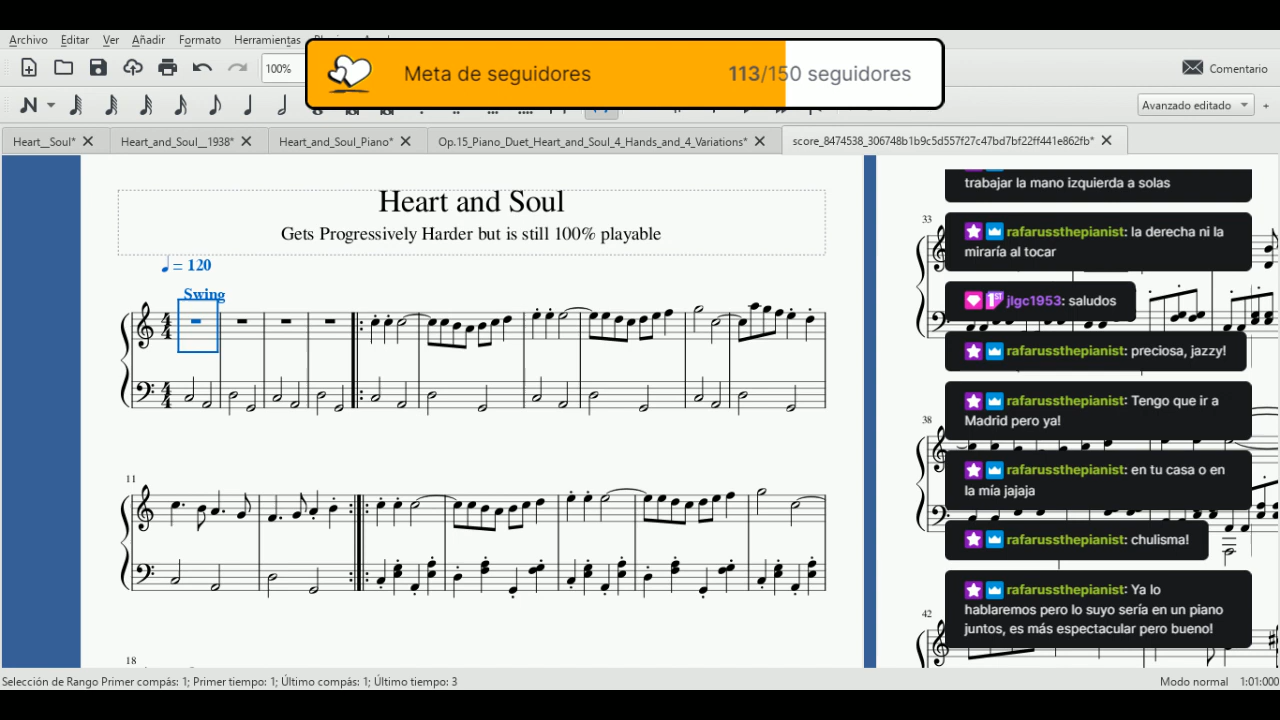 Archivo Editar Ver Añadir Formato Herramientas
100%
Meta de seguidores 113/150 seguidores
Comentario
Avanzado editado
Heart__Soul*
Heart_and_Soul__1938*
Heart_and_Soul_Piano*
Op.15_Piano_Duet_Heart_and_Soul_4_Hands_and_4_Variations*
score_8474538_306748b1b9c5d557f27c47bd7bf22ff441e862fb*
Heart and Soul
Gets Progressively Harder but is still 100% playable
= 120
Swing
11
18
33
38
42
trabajar la mano izquierda a solas
rafarussthepianist: la derecha ni la
miraría al tocar
jlgc1953: saludos
rafarussthepianist: preciosa, jazzy!
rafarussthepianist: Tengo que ir a
Madrid pero ya!
rafarussthepianist: en tu casa o en
la mía jajaja
rafarussthepianist: chulisma!
rafarussthepianist: Ya lo
hablaremos pero lo suyo sería en un piano
juntos, es más espectacular pero bueno!
Selección de Rango Primer compás: 1; Primer tiempo: 1; Último compás: 1; Último tiempo: 3
Modo normal 1:01:000